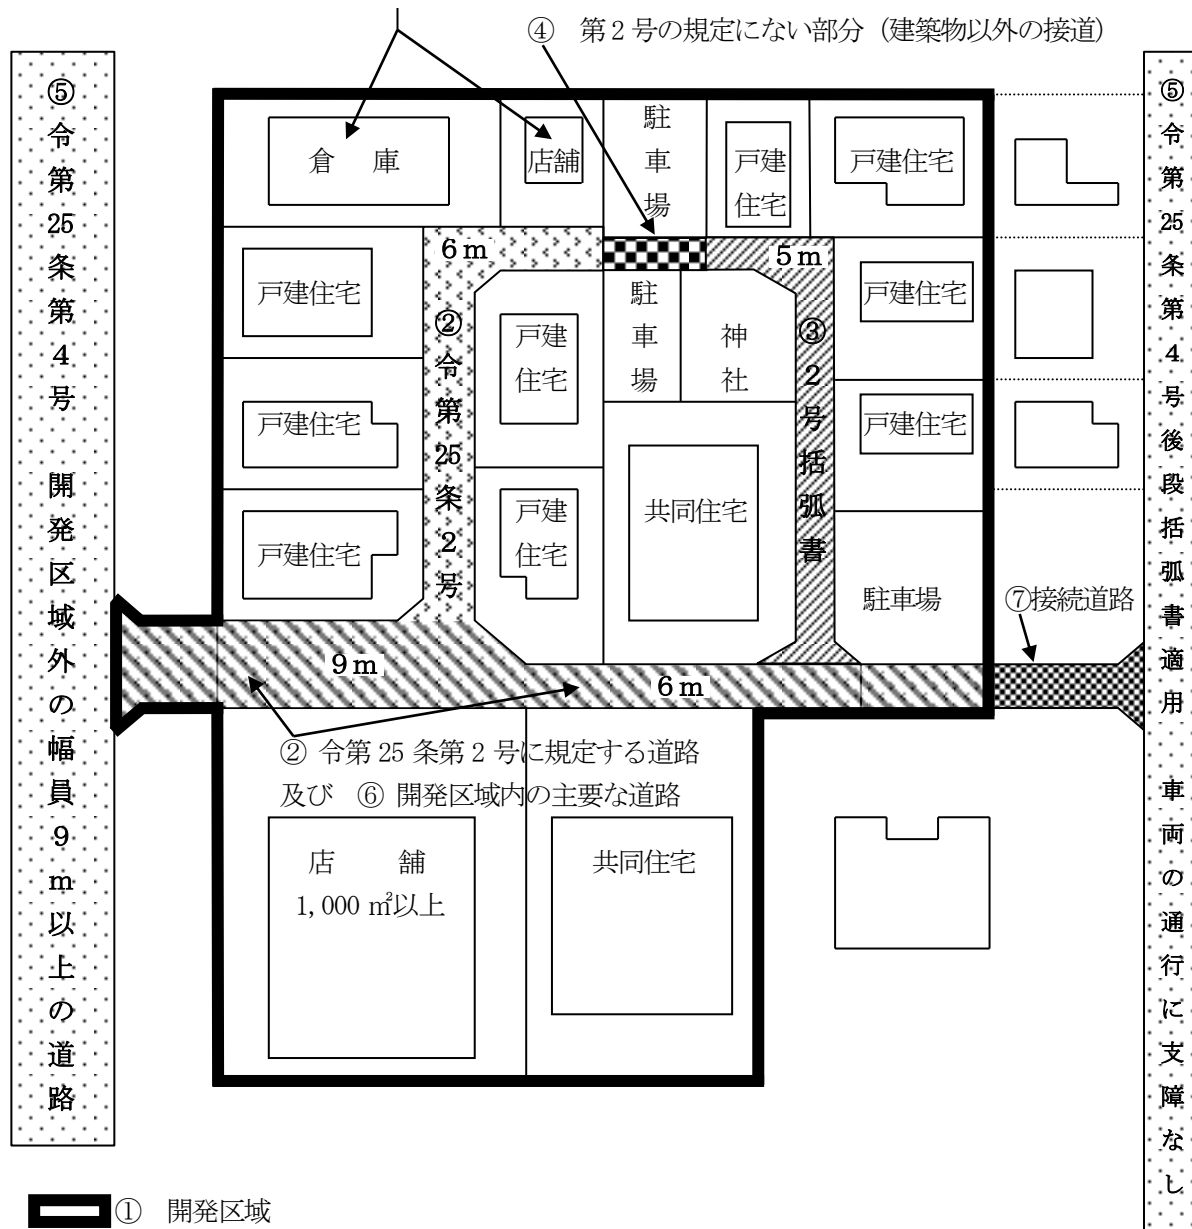 ④ 第2号の規定にない部分（建築物以外の接道）
⑤令第25条第4号 開発区域外の幅員9m以上の道路
⑤令第25条第4号後段括弧書適用 車両の通行に支障なし
倉 庫
店舗
駐車場
戸建
住宅
戸建住宅
6m
5m
戸建住宅
②令第25条2号
戸建
住宅
駐車場
神社
③2号括弧書
戸建住宅
戸建住宅
戸建住宅
戸建住宅
戸建
住宅
共同住宅
駐車場
⑦接続道路
9m
6m
② 令第25条第2号に規定する道路
及び ⑥ 開発区域内の主要な道路
店 舗
1,000㎡以上
共同住宅
① 開発区域